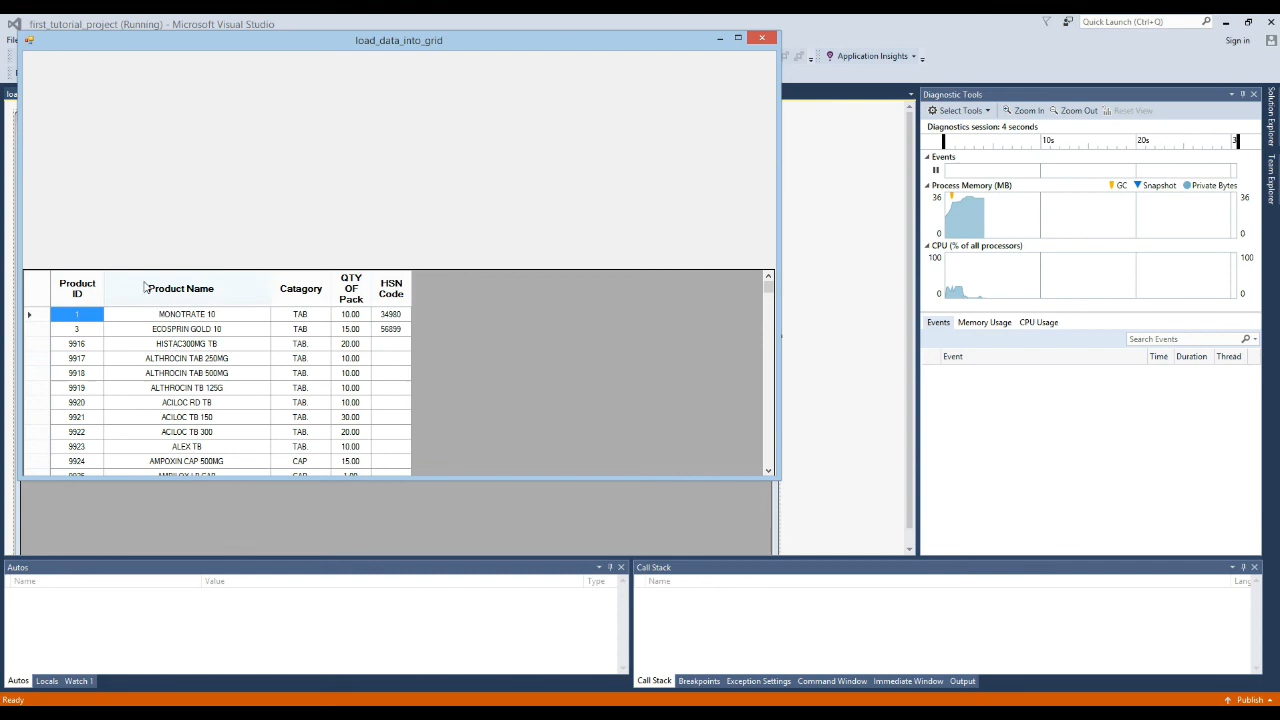 first_tutorial_project (Running) - Microsoft Visual Studio
Quick Launch (Ctrl+Q)
load_data_into_grid
Sign in
Application Insights
Diagnostic Tools
Select Tools Zoom In Zoom Out Reset View
Diagnostics session: 4 seconds
10s 20s
Events
Process Memory (MB) GC Snapshot Private Bytes
36 36
0 0
CPU (% of all processors)
100 100
0 0
Events Memory Usage CPU Usage
Search Events
Event Time Duration Thread
Solution Explorer
Team Explorer
Product ID Product Name Catagory QTY OF Pack HSN Code
1 MONOTRATE 10 TAB 10.00 34980
3 ECOSPRIN GOLD 10 TAB 15.00 56899
9916 HISTAC300MG TB TAB. 20.00
9917 ALTHROCIN TAB 250MG TAB. 10.00
9918 ALTHROCIN TAB 500MG TAB. 10.00
9919 ALTHROCIN TB 125G TAB. 10.00
9920 ACILOC RD TB TAB. 10.00
9921 ACILOC TB 150 TAB. 30.00
9922 ACILOC TB 300 TAB. 20.00
9923 ALEX TB TAB. 10.00
9924 AMPOXIN CAP 500MG CAP 15.00
Autos
Name Value Type
Autos Locals Watch 1
Call Stack
Name Lang
Call Stack Breakpoints Exception Settings Command Window Immediate Window Output
Ready
Publish